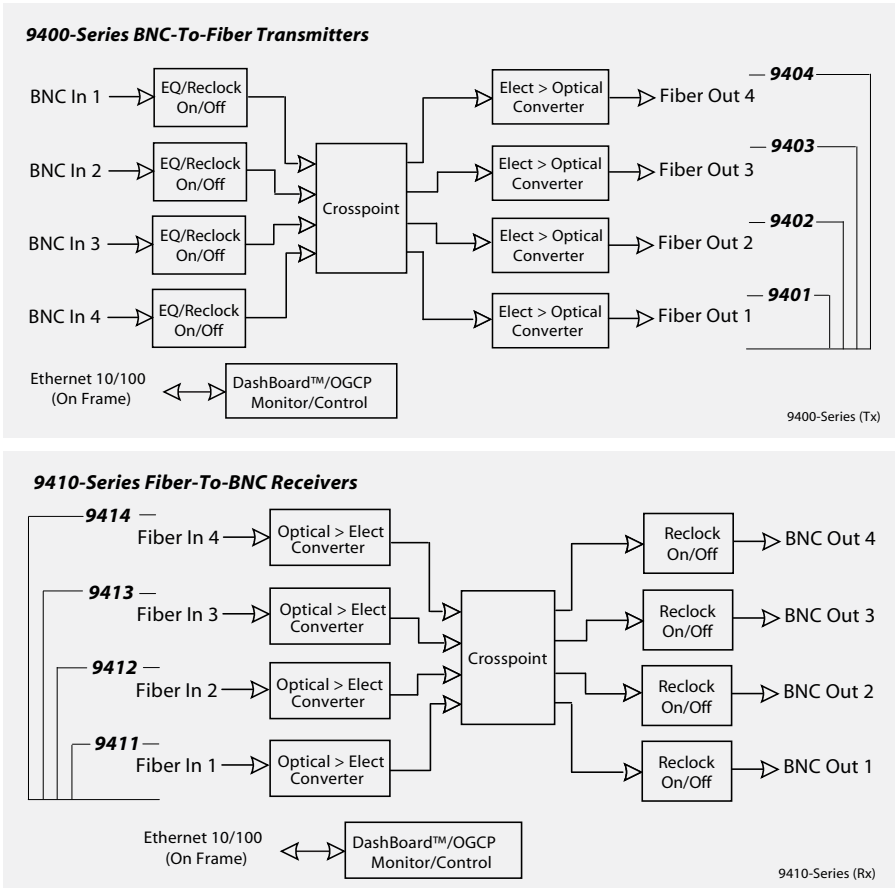 9400-Series BNC-To-Fiber Transmitters
BNC In 1
EQ/Reclock
On/Off
Elect > Optical
Converter
Fiber Out 4
9404
BNC In 2
EQ/Reclock
On/Off
Elect > Optical
Converter
Fiber Out 3
9403
Crosspoint
BNC In 3
EQ/Reclock
On/Off
Elect > Optical
Converter
Fiber Out 2
9402
BNC In 4
EQ/Reclock
On/Off
Elect > Optical
Converter
Fiber Out 1
9401
Ethernet 10/100
(On Frame)
DashBoard™/OGCP
Monitor/Control
9400-Series (Tx)
9410-Series Fiber-To-BNC Receivers
9414
Fiber In 4
Optical > Elect
Converter
Reclock
On/Off
BNC Out 4
9413
Fiber In 3
Optical > Elect
Converter
Reclock
On/Off
BNC Out 3
Crosspoint
9412
Fiber In 2
Optical > Elect
Converter
Reclock
On/Off
BNC Out 2
9411
Fiber In 1
Optical > Elect
Converter
Reclock
On/Off
BNC Out 1
Ethernet 10/100
(On Frame)
DashBoard™/OGCP
Monitor/Control
9410-Series (Rx)